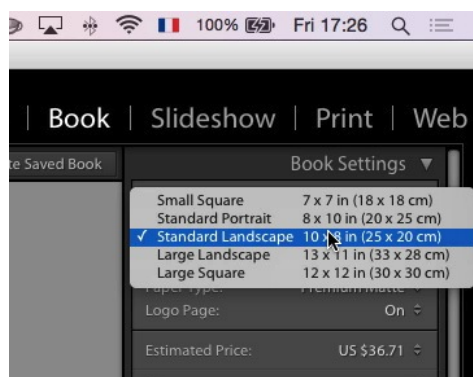 100% Fri 17:26
Book | Slideshow | Print | Web
te Saved Book
Book Settings ▼
Small Square 7 x 7 in (18 x 18 cm)
Standard Portrait 8 x 10 in (20 x 25 cm)
✓ Standard Landscape 10 x 8 in (25 x 20 cm)
Large Landscape 13 x 11 in (33 x 28 cm)
Large Square 12 x 12 in (30 x 30 cm)
Paper Type: Premium Matte
Logo Page: On
Estimated Price: US $36.71